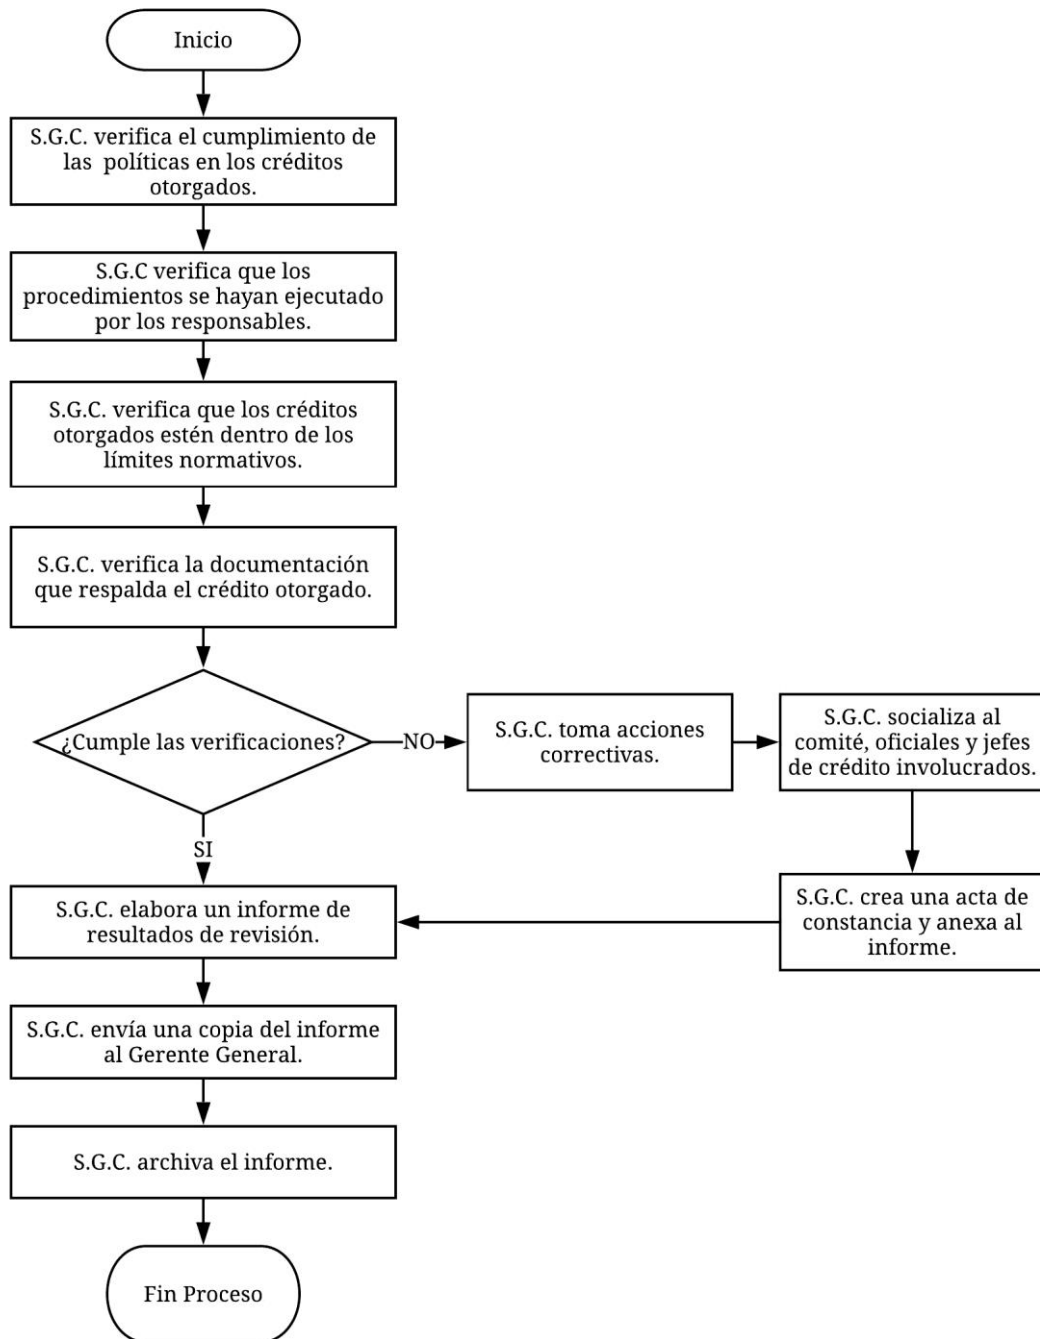 Inicio
S.G.C. verifica el cumplimiento de
las políticas en los créditos
otorgados.
S.G.C verifica que los
procedimientos se hayan ejecutado
por los responsables.
S.G.C. verifica que los créditos
otorgados estén dentro de los
límites normativos.
S.G.C. verifica la documentación
que respalda el crédito otorgado.
¿Cumple las verificaciones?
NO
S.G.C. toma acciones
correctivas.
S.G.C. socializa al
comité, oficiales y jefes
de crédito involucrados.
S.G.C. crea una acta de
constancia y anexa al
informe.
SI
S.G.C. elabora un informe de
resultados de revisión.
S.G.C. envía una copia del informe
al Gerente General.
S.G.C. archiva el informe.
Fin Proceso